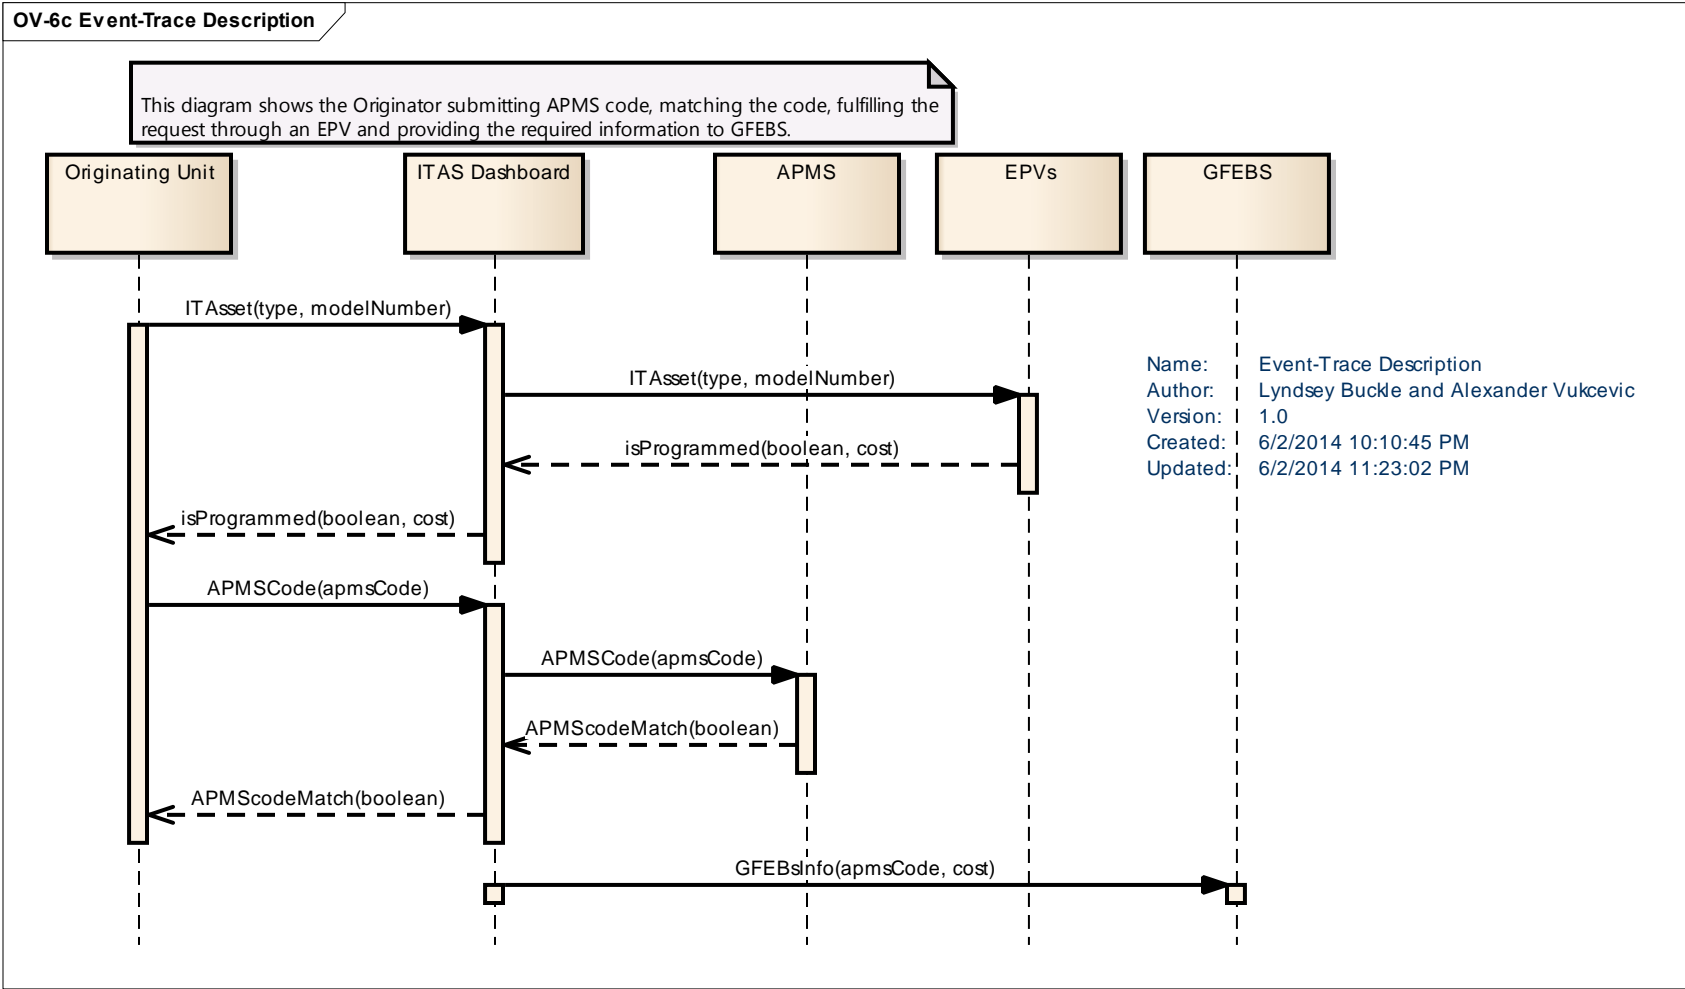 OV-6c Event-Trace Description
This diagram shows the Originator submitting APMS code, matching the code, fulfilling the
request through an EPV and providing the required information to GFEBS.
Originating Unit
ITAS Dashboard
APMS
EPVs
GFEBS
ITAsset(type, modelNumber)
ITAsset(type, modelNumber)
isProgrammed(boolean, cost)
isProgrammed(boolean, cost)
APMSCode(apmsCode)
APMSCode(apmsCode)
APMScodeMatch(boolean)
APMScodeMatch(boolean)
GFEBsInfo(apmsCode, cost)
Name: Event-Trace Description
Author: Lyndsey Buckle and Alexander Vukcevic
Version: 1.0
Created: 6/2/2014 10:10:45 PM
Updated: 6/2/2014 11:23:02 PM